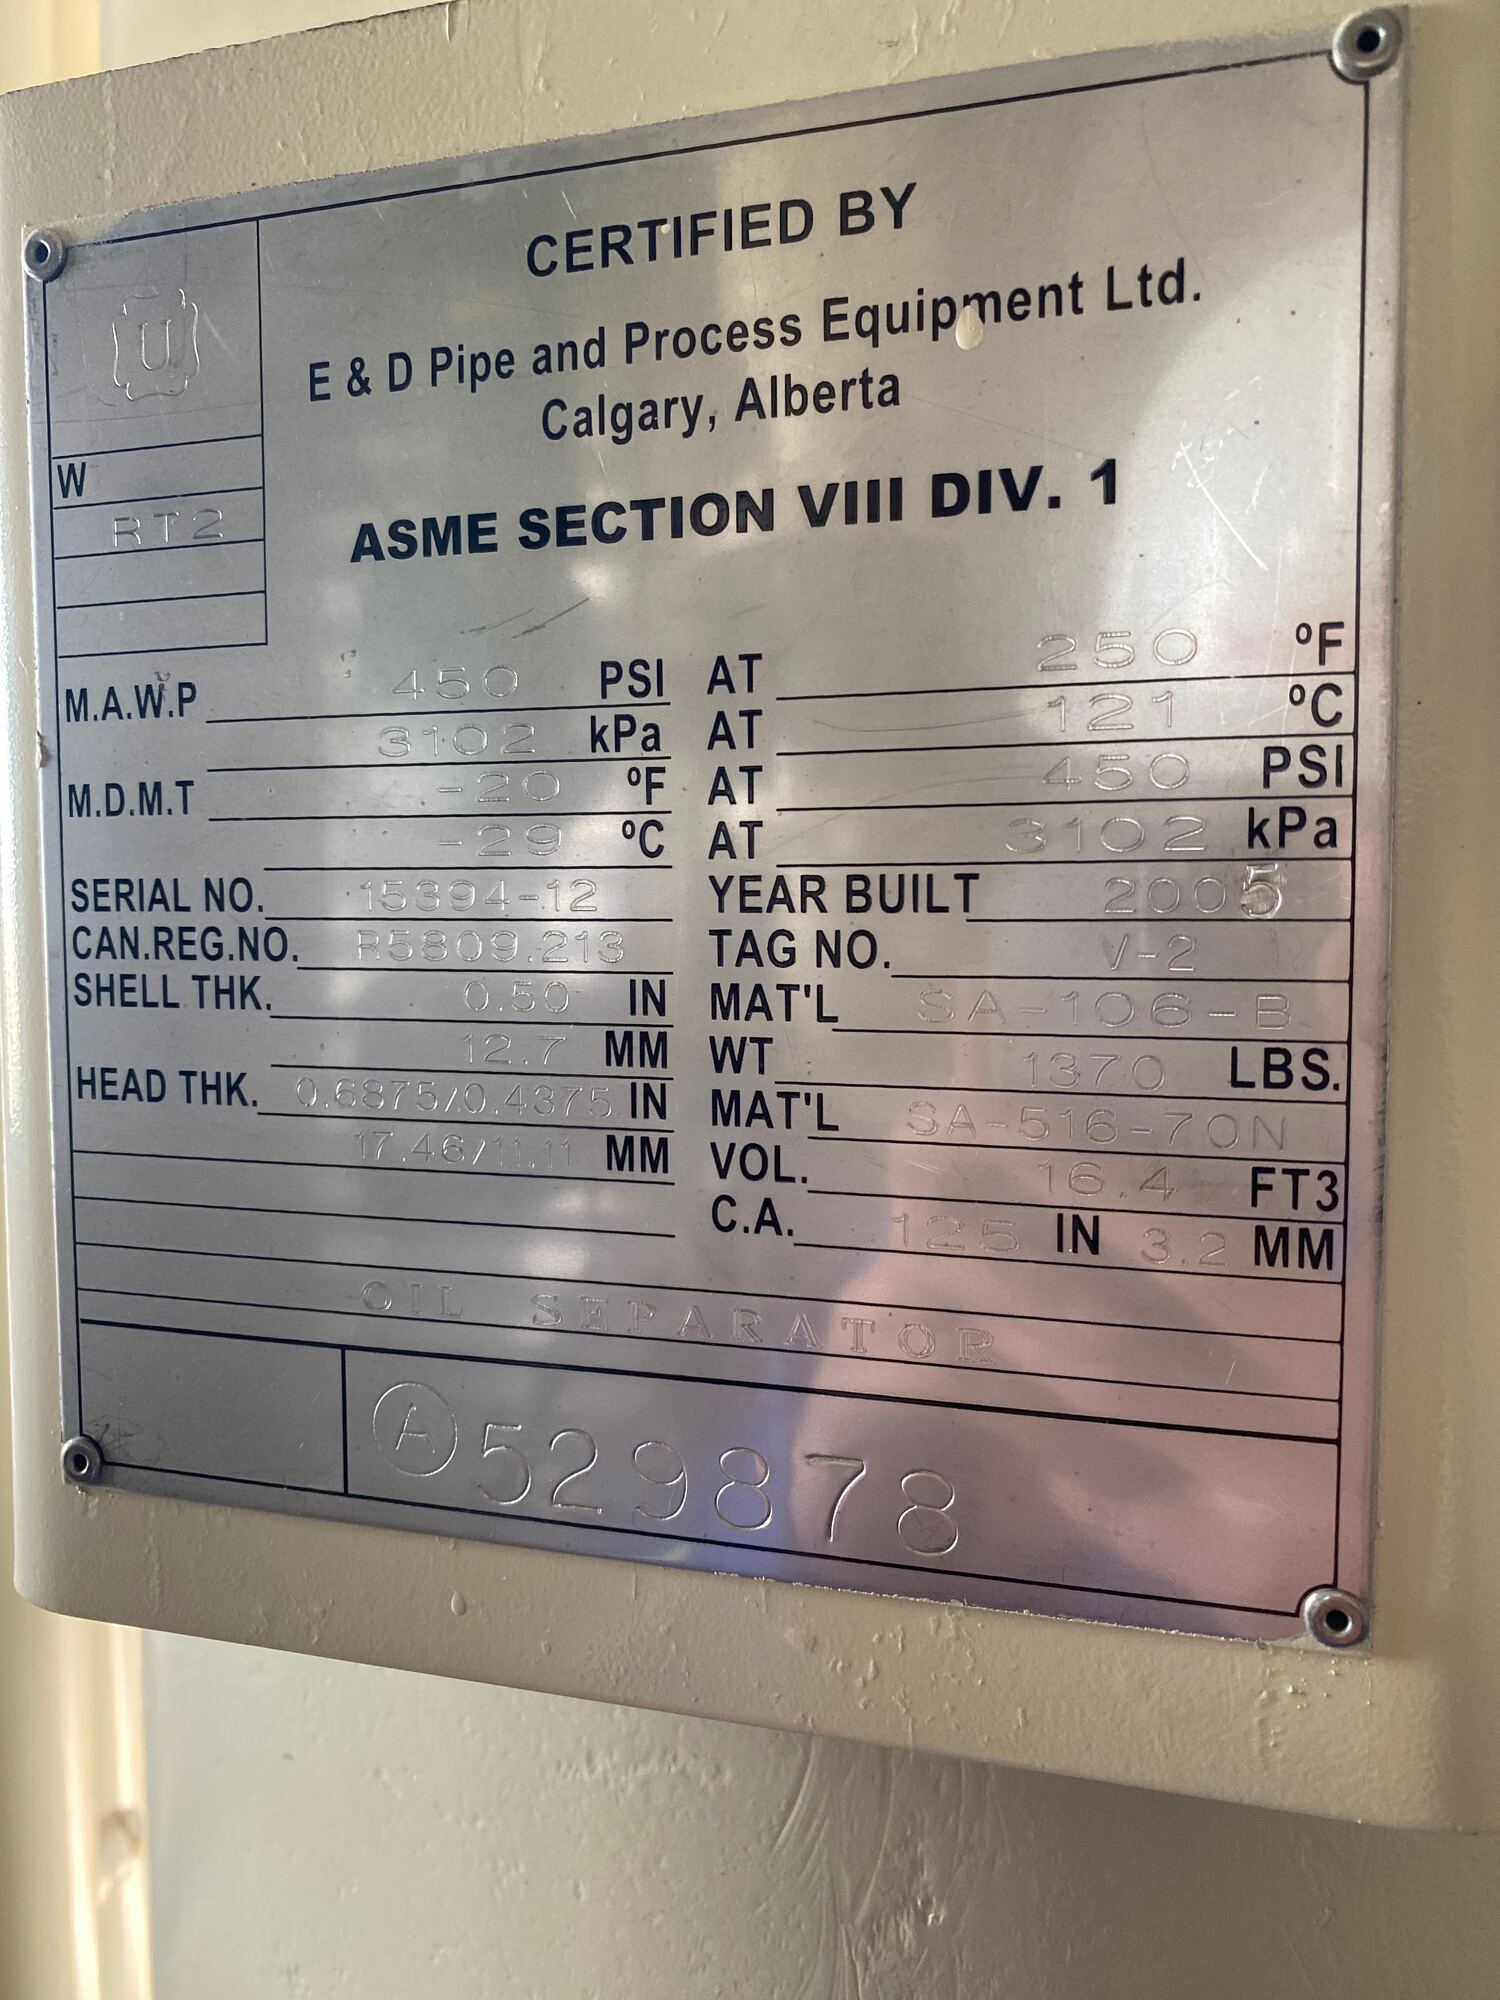 CERTIFIED BY
E & D Pipe and Process Equipment Ltd.
Calgary, Alberta
ASME SECTION VIII DIV. 1
U
W
RT2
M.A.W.P 450 PSI AT 250 ºF
3102 kPa AT 121 ºC
M.D.M.T -20 ºF AT 450 PSI
-29 ºC AT 3102 kPa
SERIAL NO. 15394-12 YEAR BUILT 2005
CAN.REG.NO. R5809.213 TAG NO. V-2
SHELL THK. 0.50 IN MAT'L SA-106-B
12.7 MM WT 1370 LBS.
HEAD THK. 0.6875/0.4375 IN MAT'L SA-516-70N
17.46/11.11 MM VOL. 16.4 FT3
C.A. .125 IN 3.2 MM
OIL SEPARATOR
A 529878